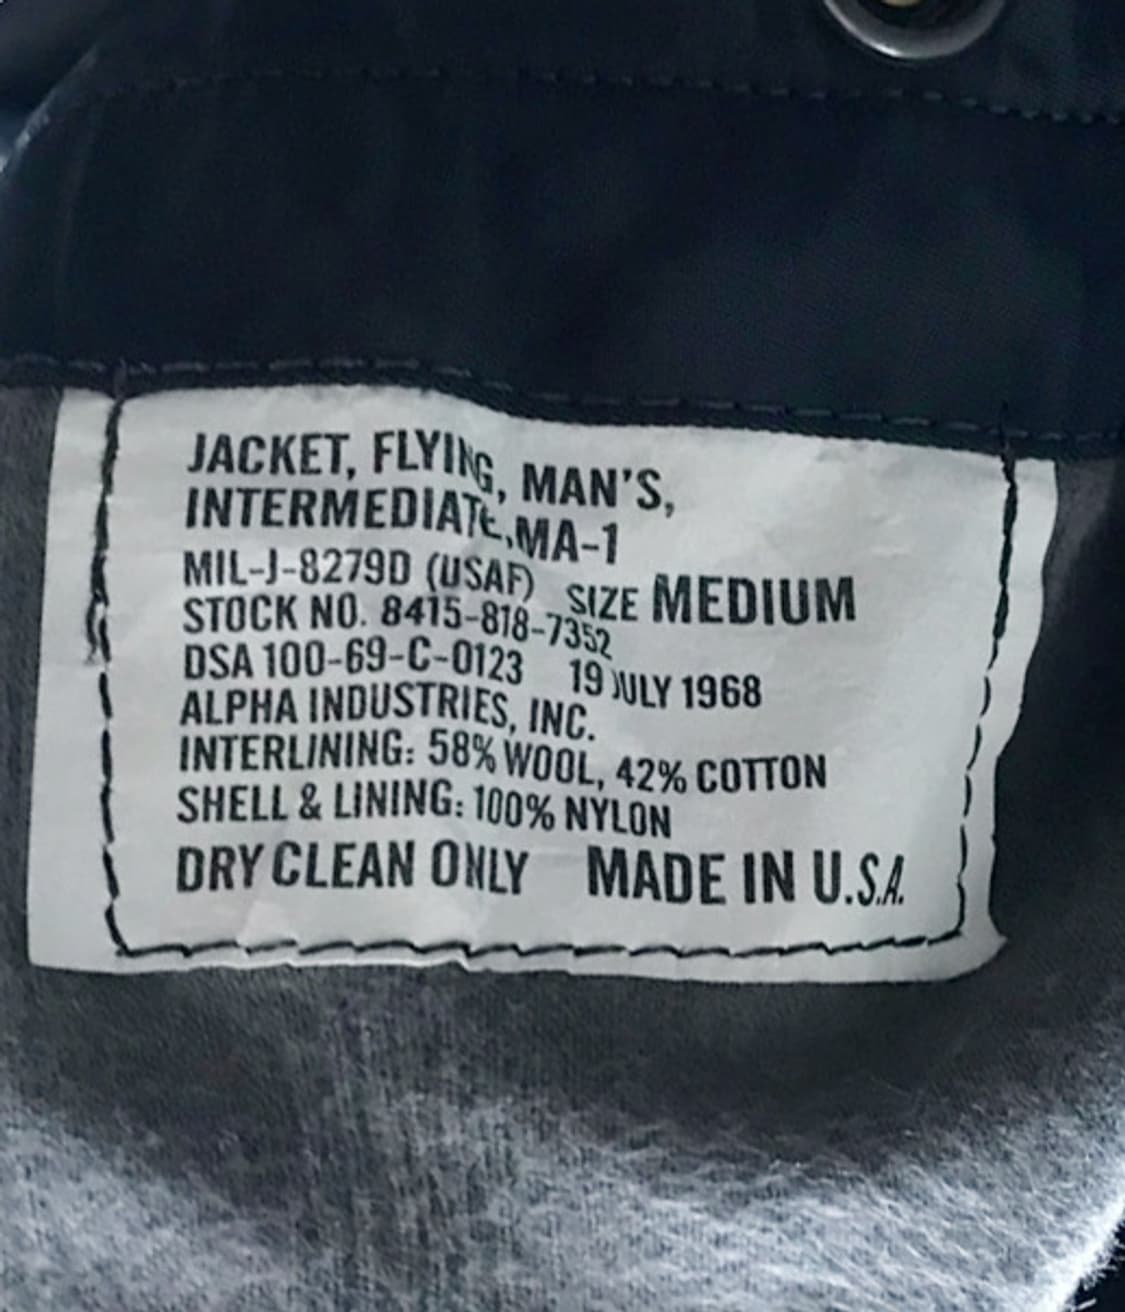 JACKET, FLYING, MAN'S,
INTERMEDIATE, MA-1
MIL-J-8279D (USAF) SIZE MEDIUM
STOCK NO. 8415-818-7352
DSA 100-69-C-0123 19 JULY 1968
ALPHA INDUSTRIES, INC.
INTERLINING: 58% WOOL, 42% COTTON
SHELL & LINING: 100% NYLON
DRY CLEAN ONLY MADE IN U.S.A.